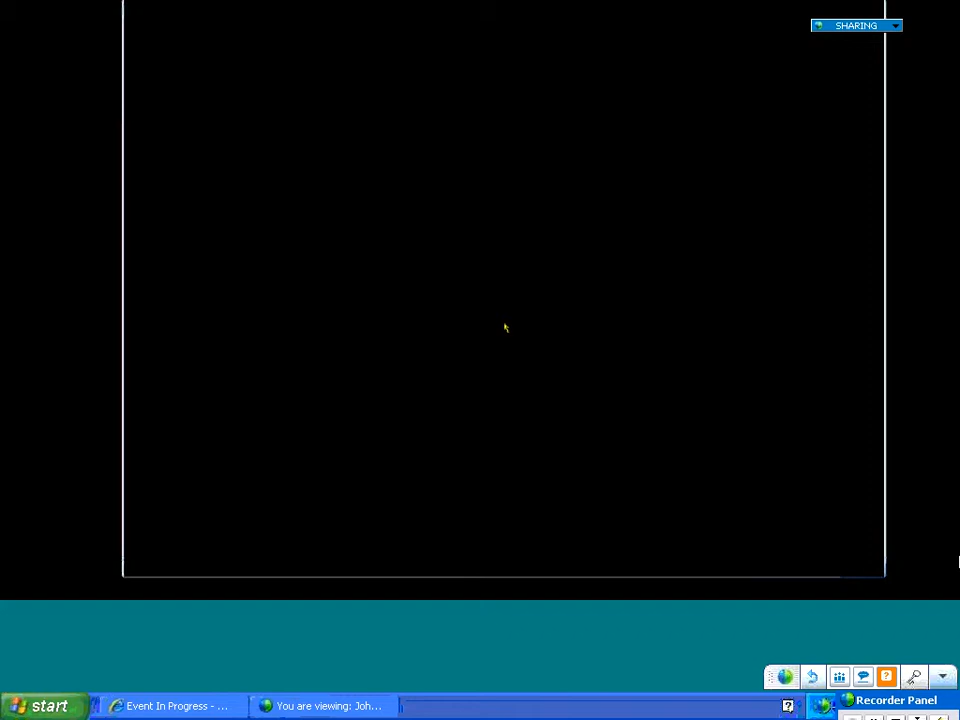 SHARING
start
Event In Progress - ...
You are viewing: Joh...
Recorder Panel